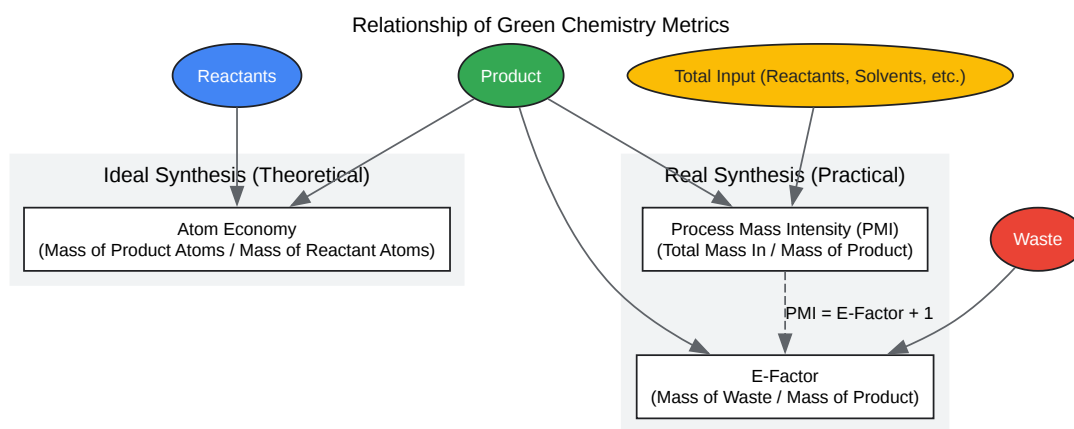 Relationship of Green Chemistry Metrics
Reactants
Product
Total Input (Reactants, Solvents, etc.)
Ideal Synthesis (Theoretical)
Real Synthesis (Practical)
Atom Economy
(Mass of Product Atoms / Mass of Reactant Atoms)
Process Mass Intensity (PMI)
(Total Mass In / Mass of Product)
Waste
PMI = E-Factor + 1
E-Factor
(Mass of Waste / Mass of Product)